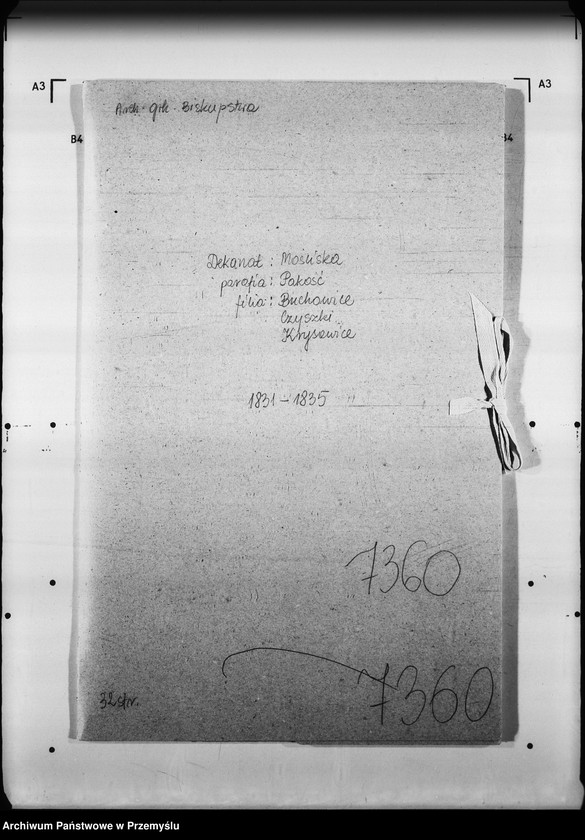 A3
A3
Arch. grk. Biskupstwa
B4
B4
Dekanat: Mościska
parafia: Pakość
filia: Buchowice
Czyszki
Krysowice
1831 - 1835
7360
7360
32 str.
Archiwum Państwowe w Przemyślu